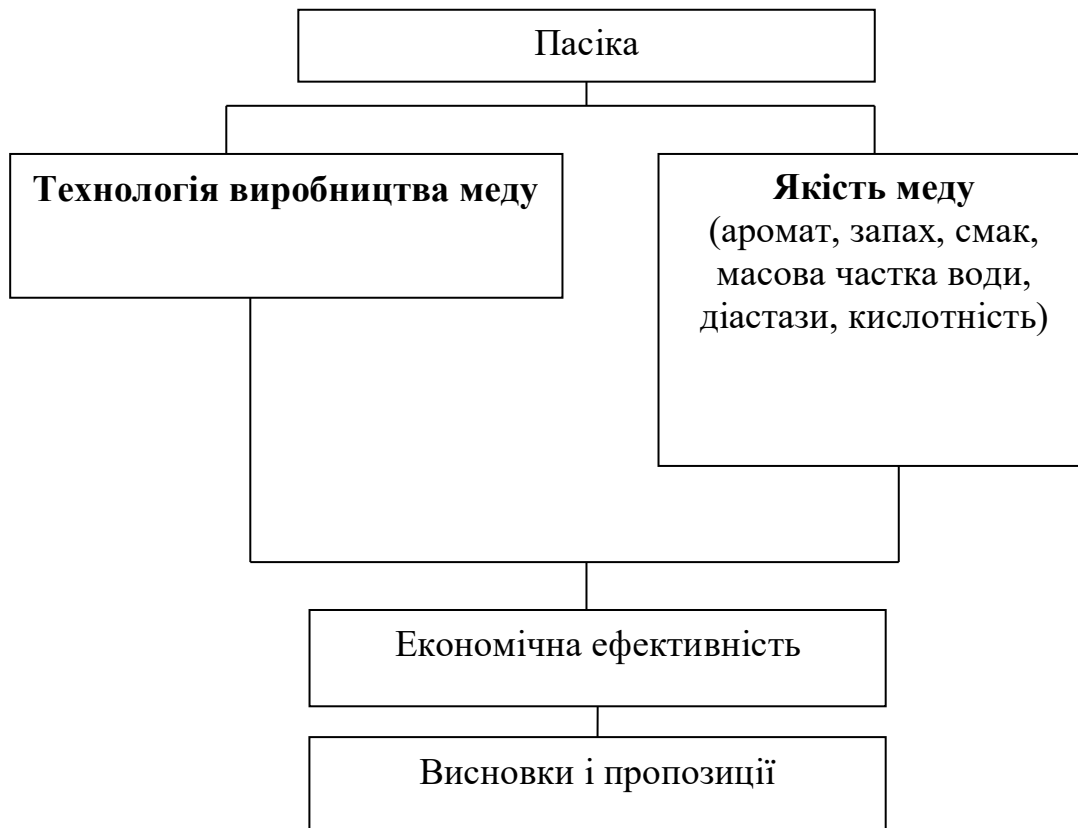 Пасіка
Технологія виробництва меду
Якість меду
(аромат, запах, смак,
масова частка води,
діастази, кислотність)
Економічна ефективність
Висновки і пропозиції